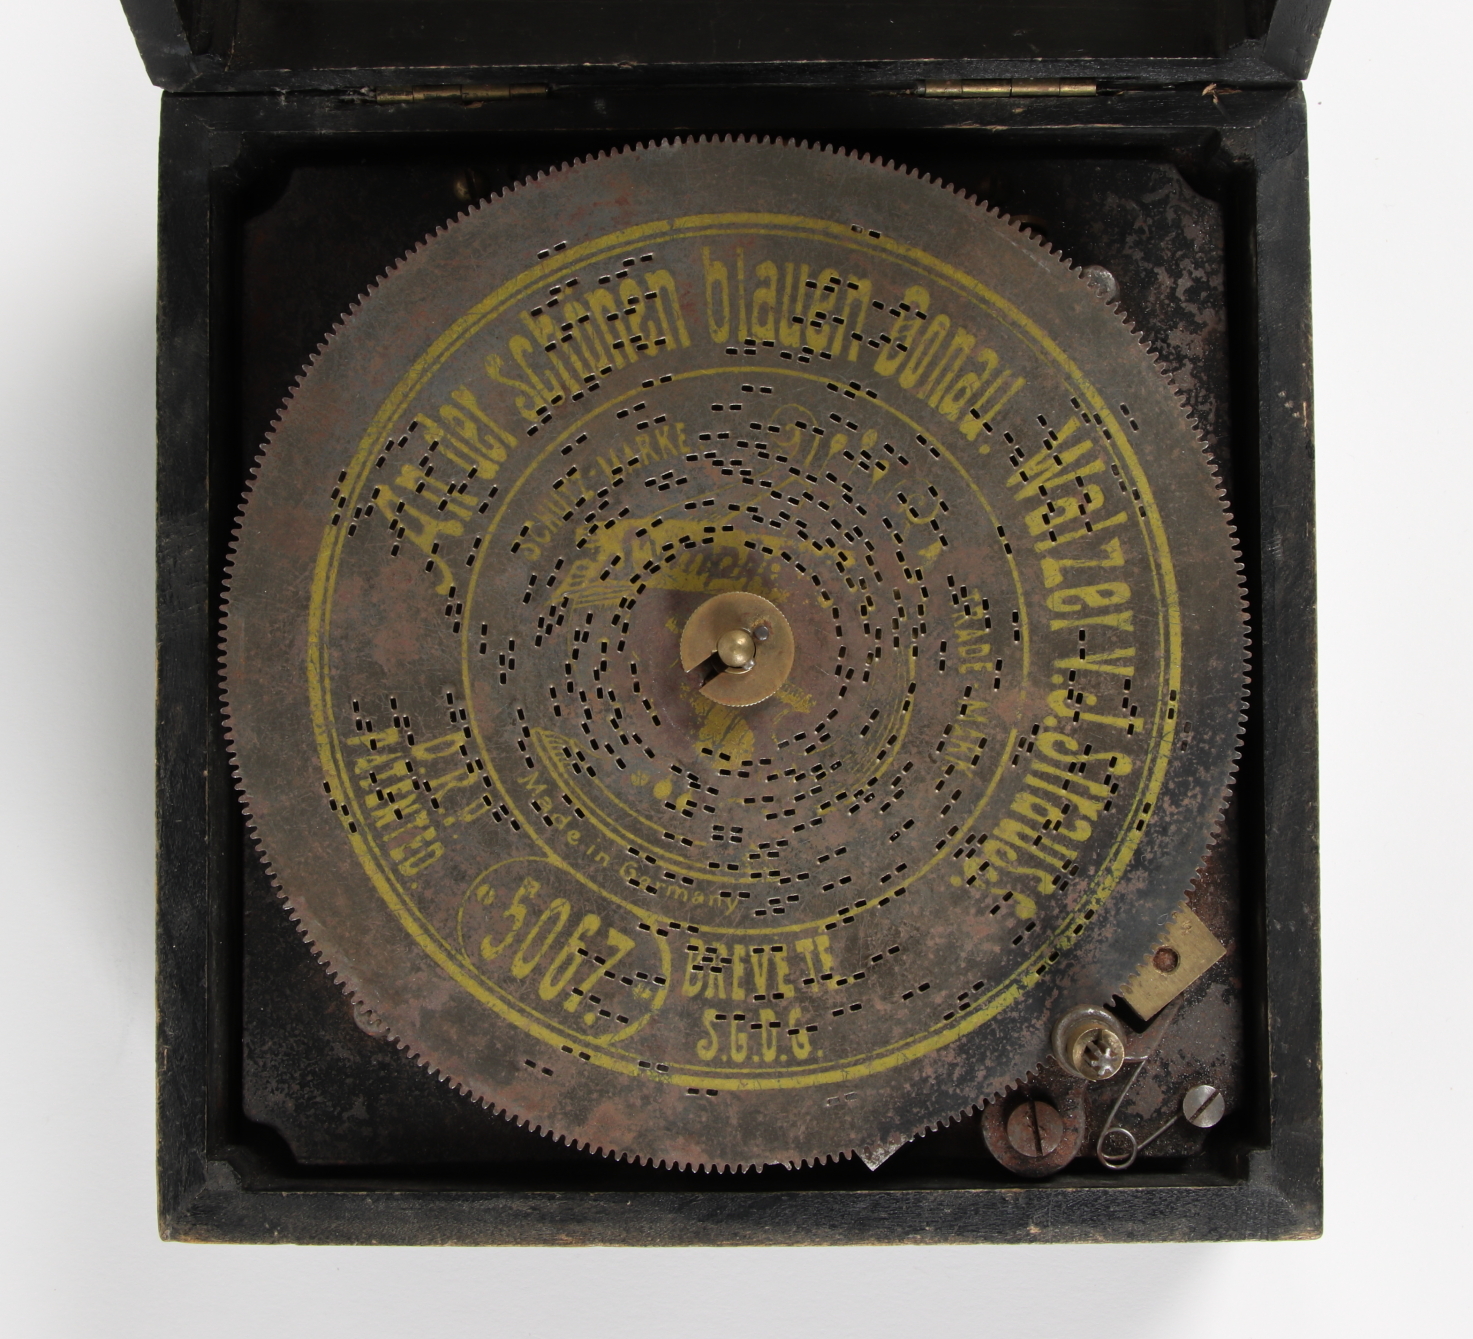 An der schönen blauen Donau. Walzer v. J. Strauss.
SCHUTZ-MARKE
TRADE MARK
Made in Germany
D.R.P.
PATENTED.
"5067."
BREVETE
S.G.D.G.